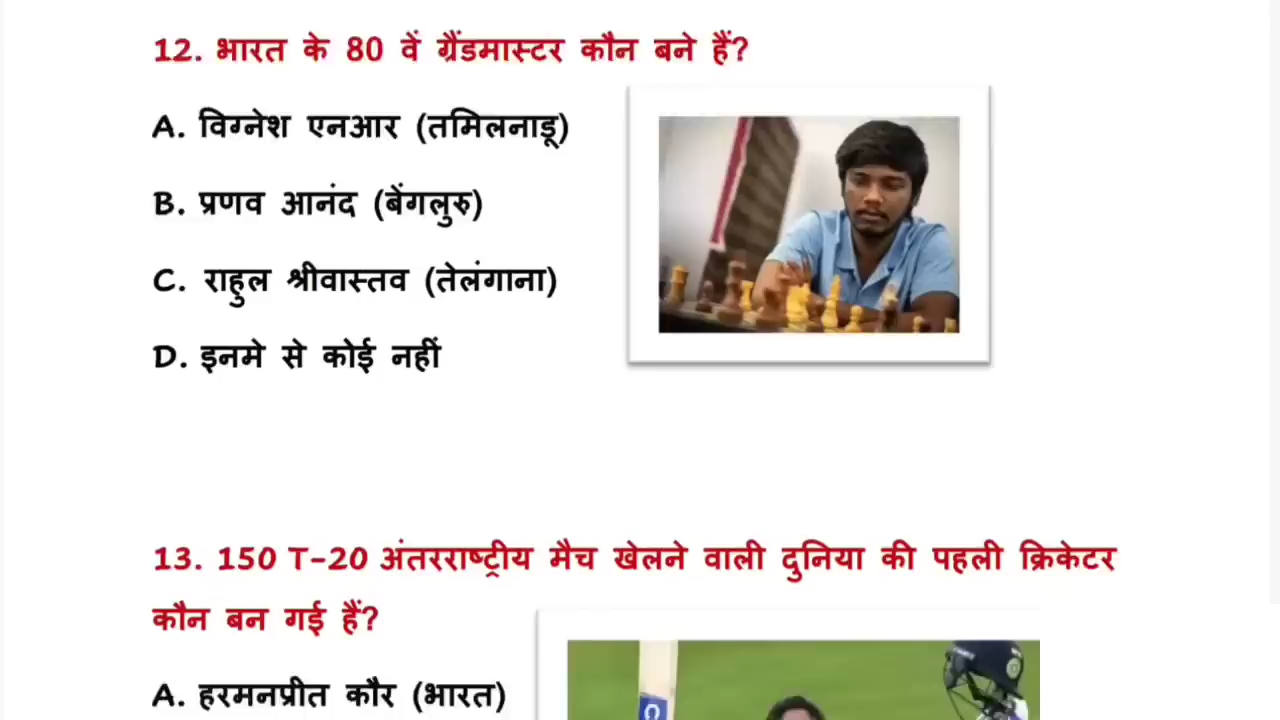 12. भारत के 80 वें ग्रैंडमास्टर कौन बने हैं?
A. विग्नेश एनआर (तमिलनाडू)
B. प्रणव आनंद (बेंगलुरु)
C. राहुल श्रीवास्तव (तेलंगाना)
D. इनमे से कोई नहीं
13. 150 T-20 अंतरराष्ट्रीय मैच खेलने वाली दुनिया की पहली क्रिकेटर
कौन बन गई हैं?
A. हरमनप्रीत कौर (भारत)